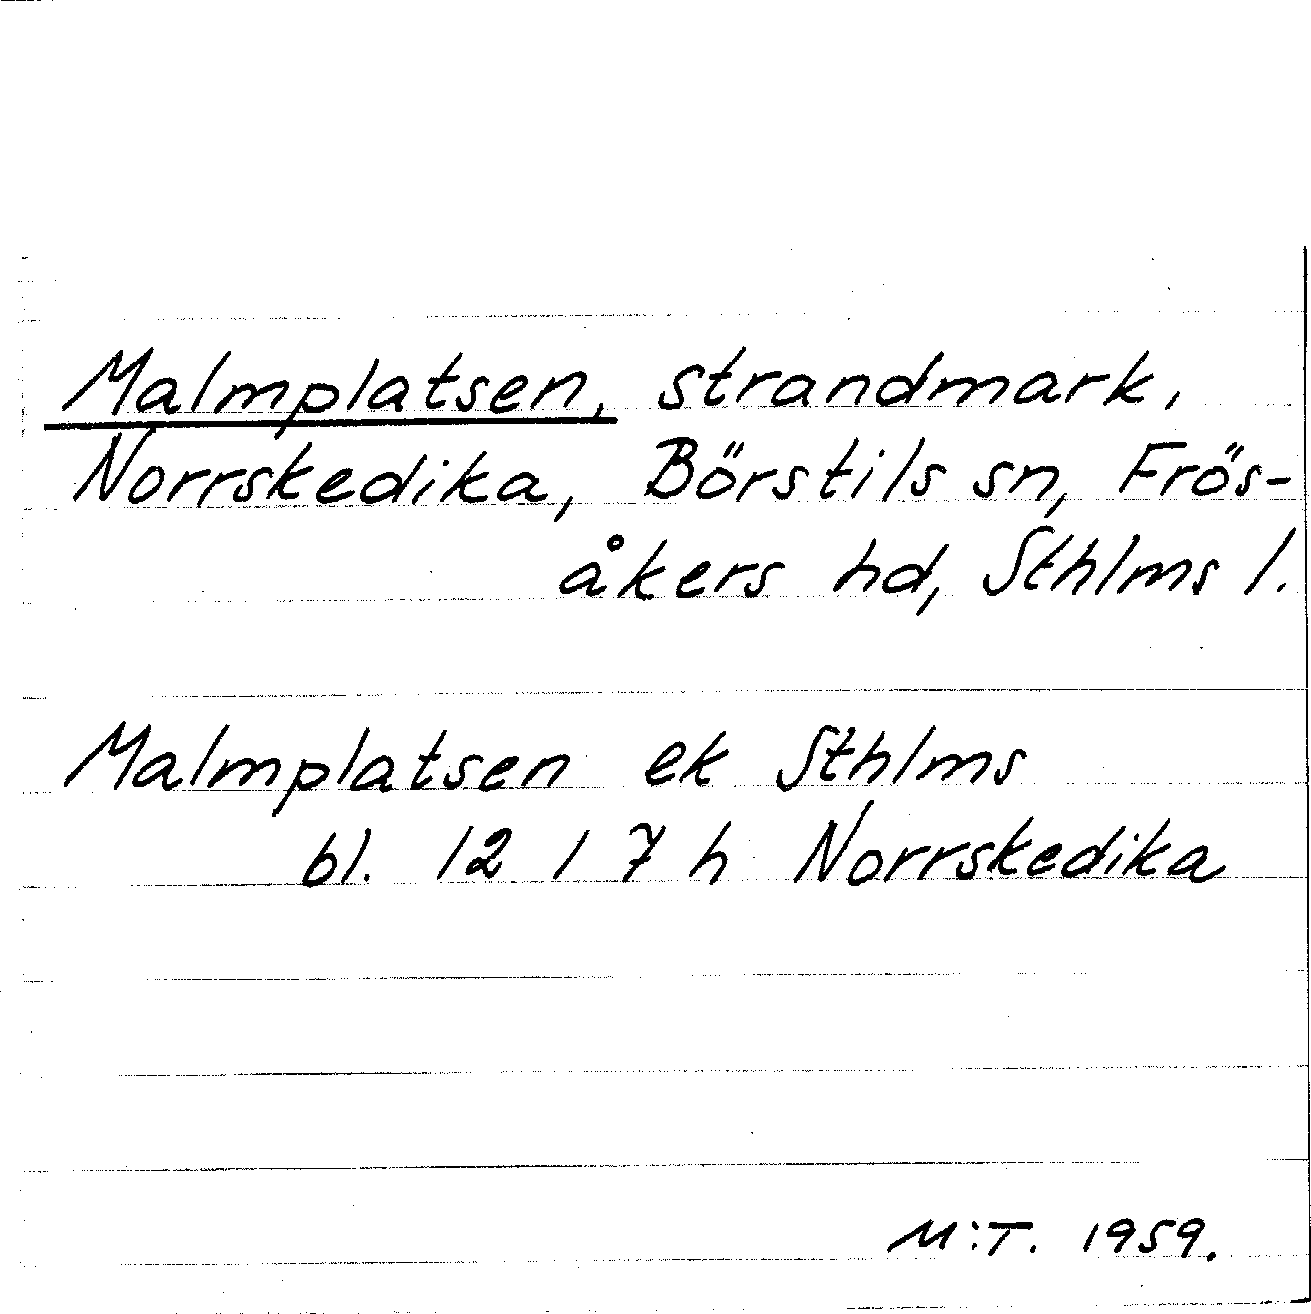 Malmplatsen, strandmark,
Norrskedika, Börstils sn, Frös-
åkers hd, Sthlms l.
Malmplatsen ek Sthlms
bl. 12 I 7 h Norrskedika
M:T. 1959.